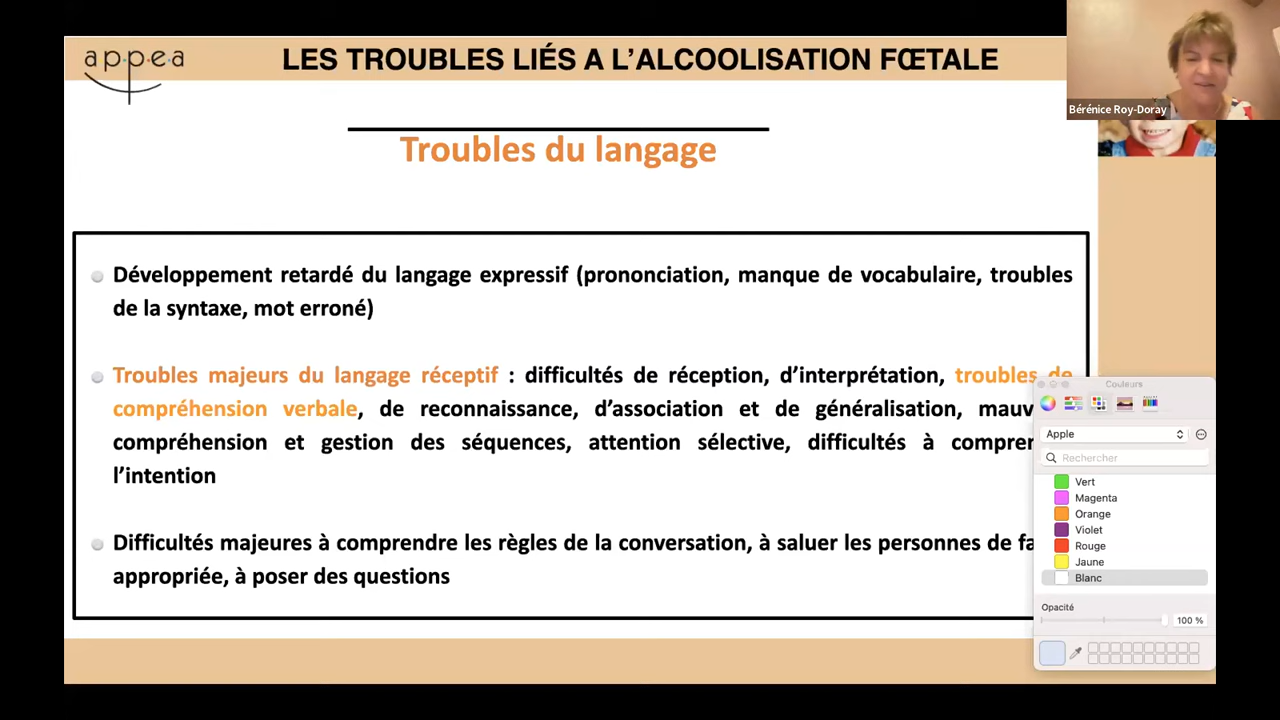 appea
LES TROUBLES LIÉS A L'ALCOOLISATION FŒTALE
Bérénice Roy-Doray
Troubles du langage
Développement retardé du langage expressif (prononciation, manque de vocabulaire, troubles
de la syntaxe, mot erroné)
Troubles majeurs du langage réceptif : difficultés de réception, d'interprétation, troubles de
compréhension verbale, de reconnaissance, d'association et de généralisation,
compréhension et gestion des séquences, attention sélective, difficultés à
l'intention
Difficultés majeures à comprendre les règles de la conversation, à saluer les personnes de
appropriée, à poser des questions
Couleurs
Apple
Rechercher
Vert
Magenta
Orange
Violet
Rouge
Jaune
Blanc
Opacité
100 %